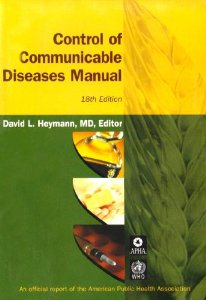 Control of
Communicable
Diseases Manual
18th Edition
David L. Heymann, MD, Editor
APHA
WHO
An official report of the American Public Health Association